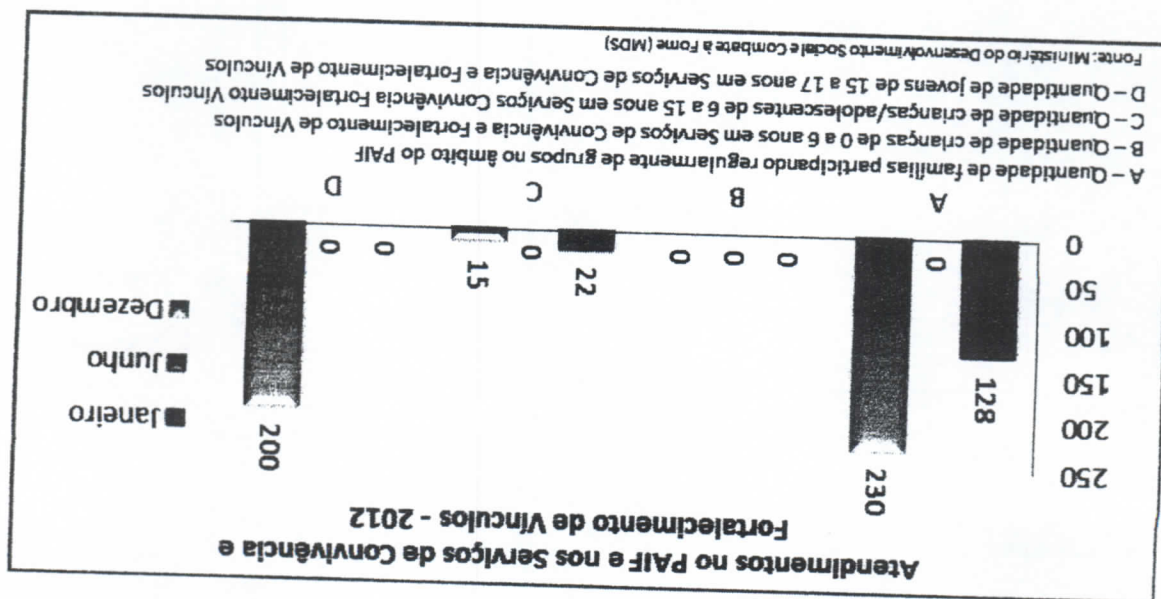 Atendimentos no PAIF e nos Serviços de Convivência e
Fortalecimento de Vínculos - 2012
250
200
150
100
50
0
128
0
230
0
0
0
22
0
15
0
0
200
A
B
C
D
Janeiro
Junho
Dezembro
A – Quantidade de famílias participando regularmente de grupos no âmbito do PAIF
B – Quantidade de crianças de 0 a 6 anos em Serviços de Convivência e Fortalecimento de Vínculos
C – Quantidade de crianças/adolescentes de 6 a 15 anos em Serviços Convivência Fortalecimento Vínculos
D – Quantidade de jovens de 15 a 17 anos em Serviços de Convivência e Fortalecimento de Vínculos
Fonte: Ministério do Desenvolvimento Social e Combate à Fome (MDS)